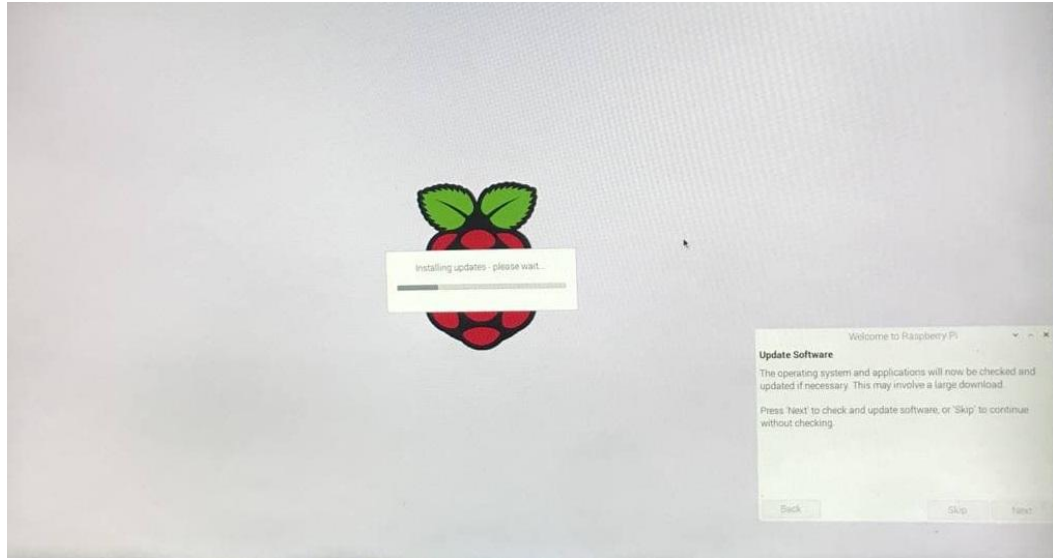 Installing updates - please wait...
Welcome to Raspberry Pi
Update Software
The operating system and applications will now be checked and
updated if necessary. This may involve a large download.
Press 'Next' to check and update software, or 'Skip' to continue
without checking.
Back
Skip
Next